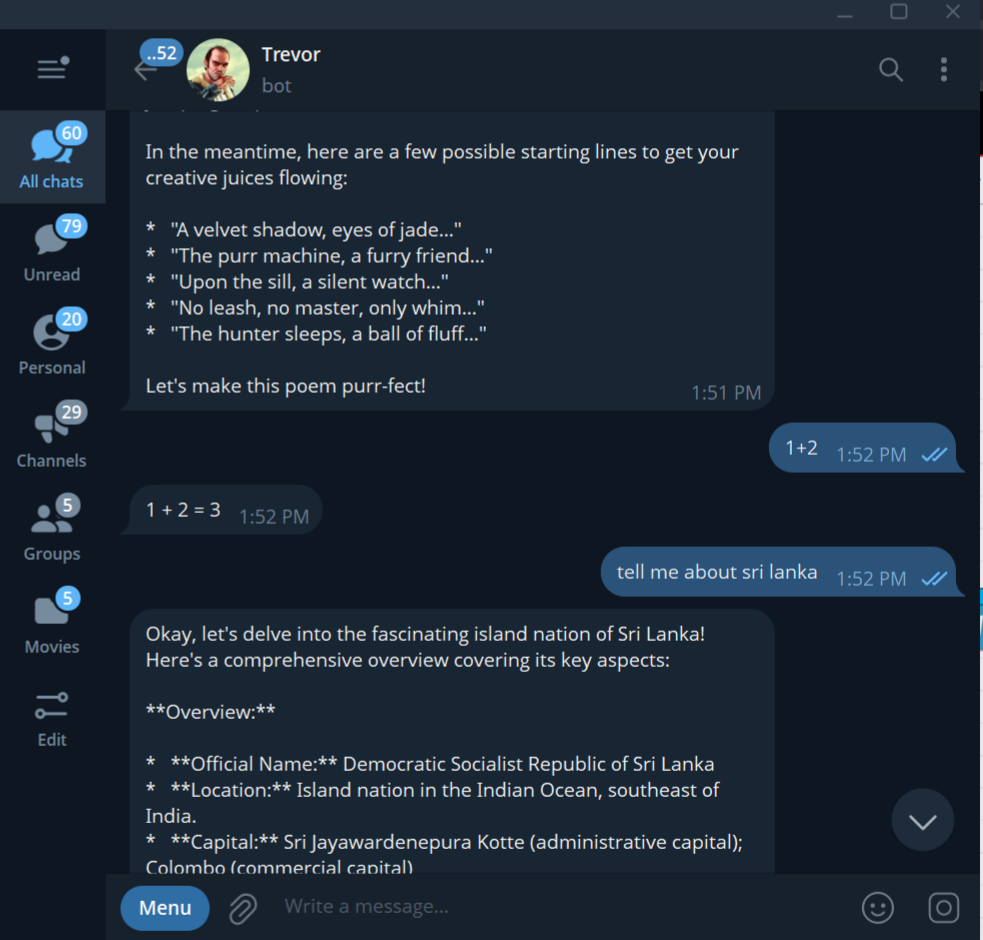 ..52
Trevor
bot
60
All chats
79
Unread
20
Personal
29
Channels
5
Groups
5
Movies
Edit
In the meantime, here are a few possible starting lines to get your
creative juices flowing:
* "A velvet shadow, eyes of jade..."
* "The purr machine, a furry friend..."
* "Upon the sill, a silent watch..."
* "No leash, no master, only whim..."
* "The hunter sleeps, a ball of fluff..."
Let's make this poem purr-fect!
1:51 PM
1+2 1:52 PM
1 + 2 = 3 1:52 PM
tell me about sri lanka 1:52 PM
Okay, let's delve into the fascinating island nation of Sri Lanka!
Here's a comprehensive overview covering its key aspects:
**Overview:**
* **Official Name:** Democratic Socialist Republic of Sri Lanka
* **Location:** Island nation in the Indian Ocean, southeast of
India.
* **Capital:** Sri Jayawardenepura Kotte (administrative capital);
Colombo (commercial capital)
Menu
Write a message...